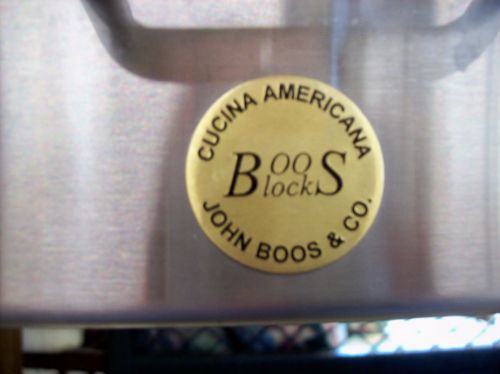 CUCINA AMERICANA
BOOS
Blocks
JOHN BOOS & CO.